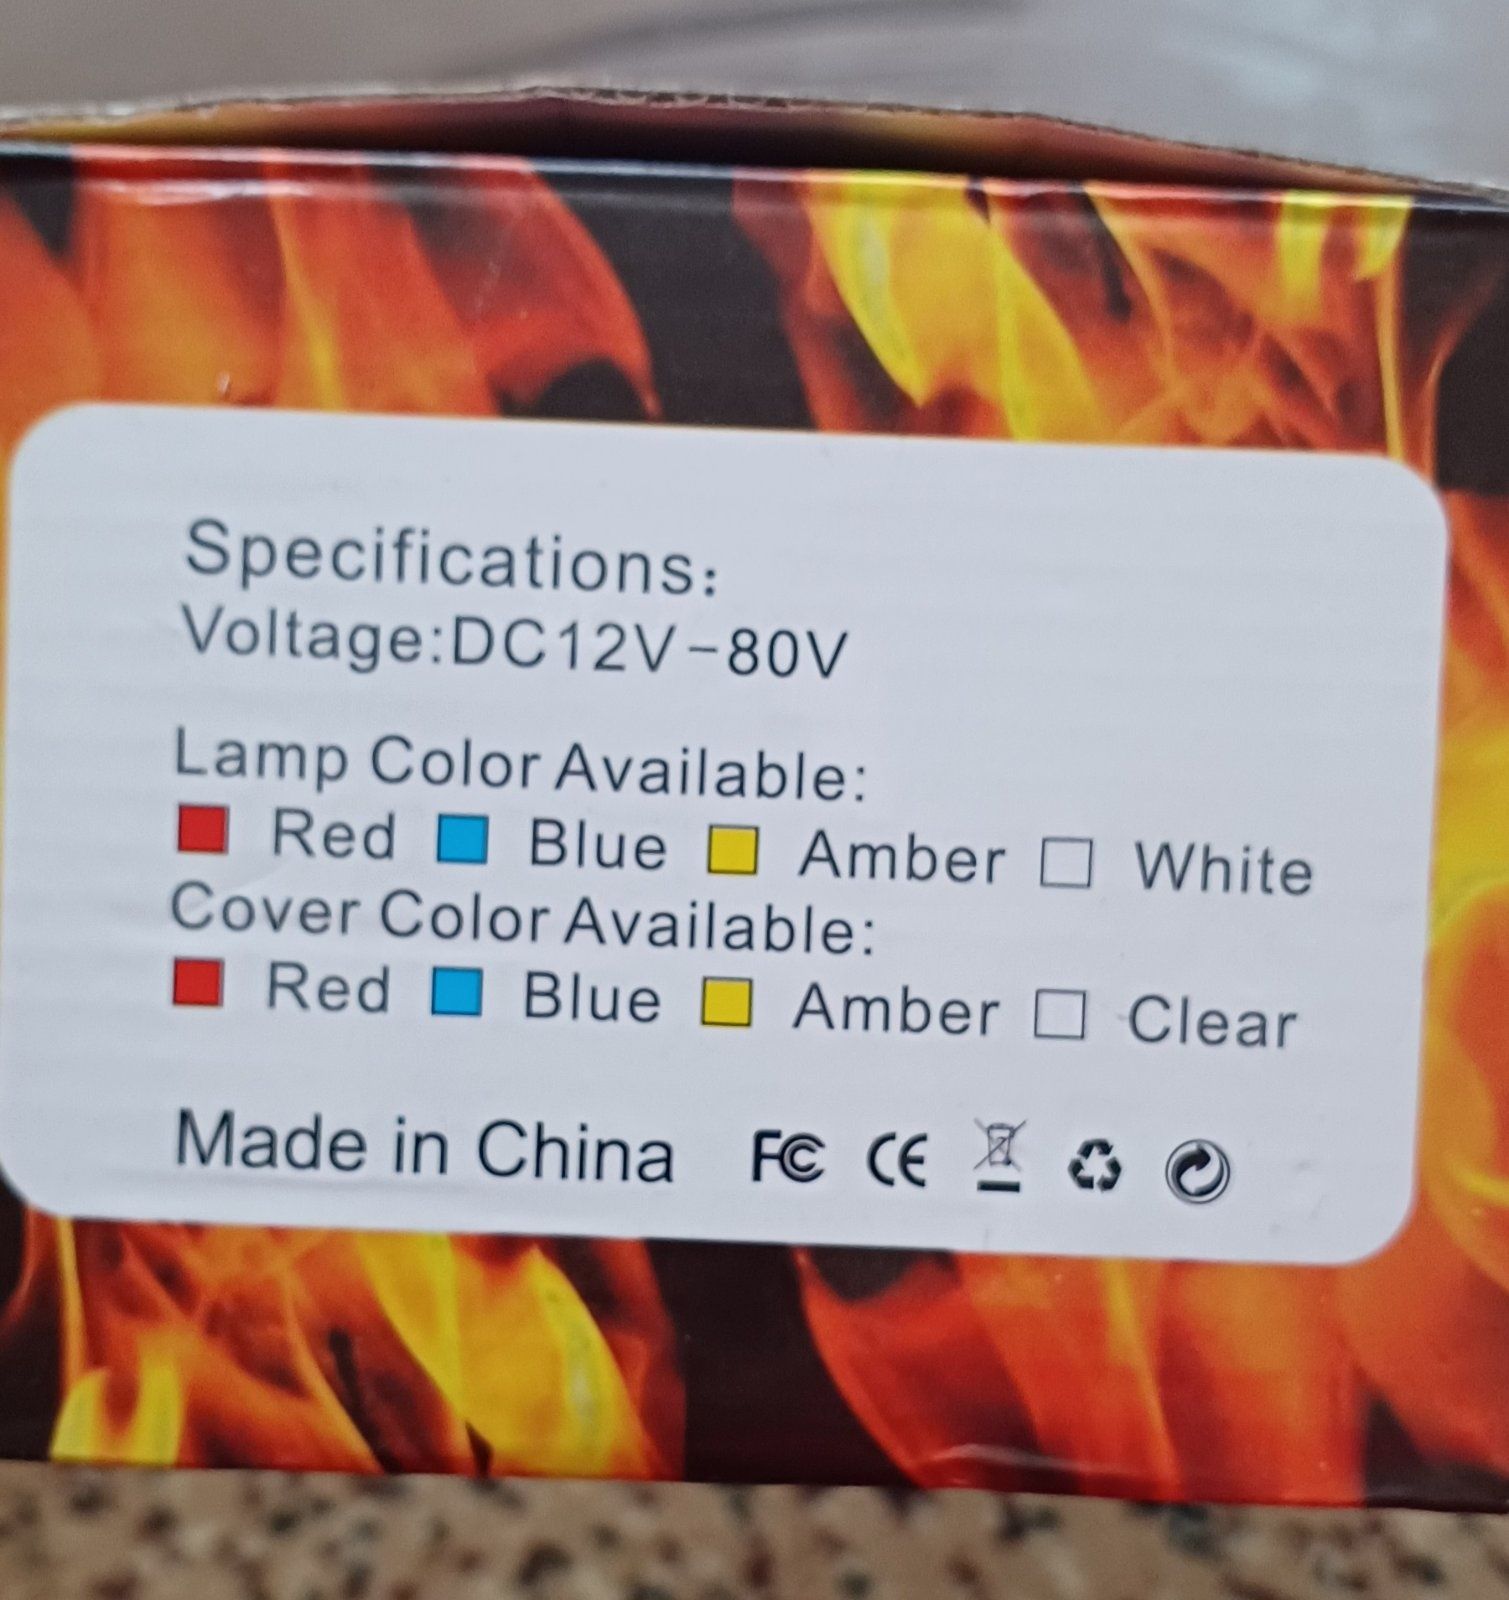 Specifications:
Voltage:DC12V-80V
Lamp Color Available:
Red Blue Amber White
Cover Color Available:
Red Blue Amber Clear
Made in China FC CE